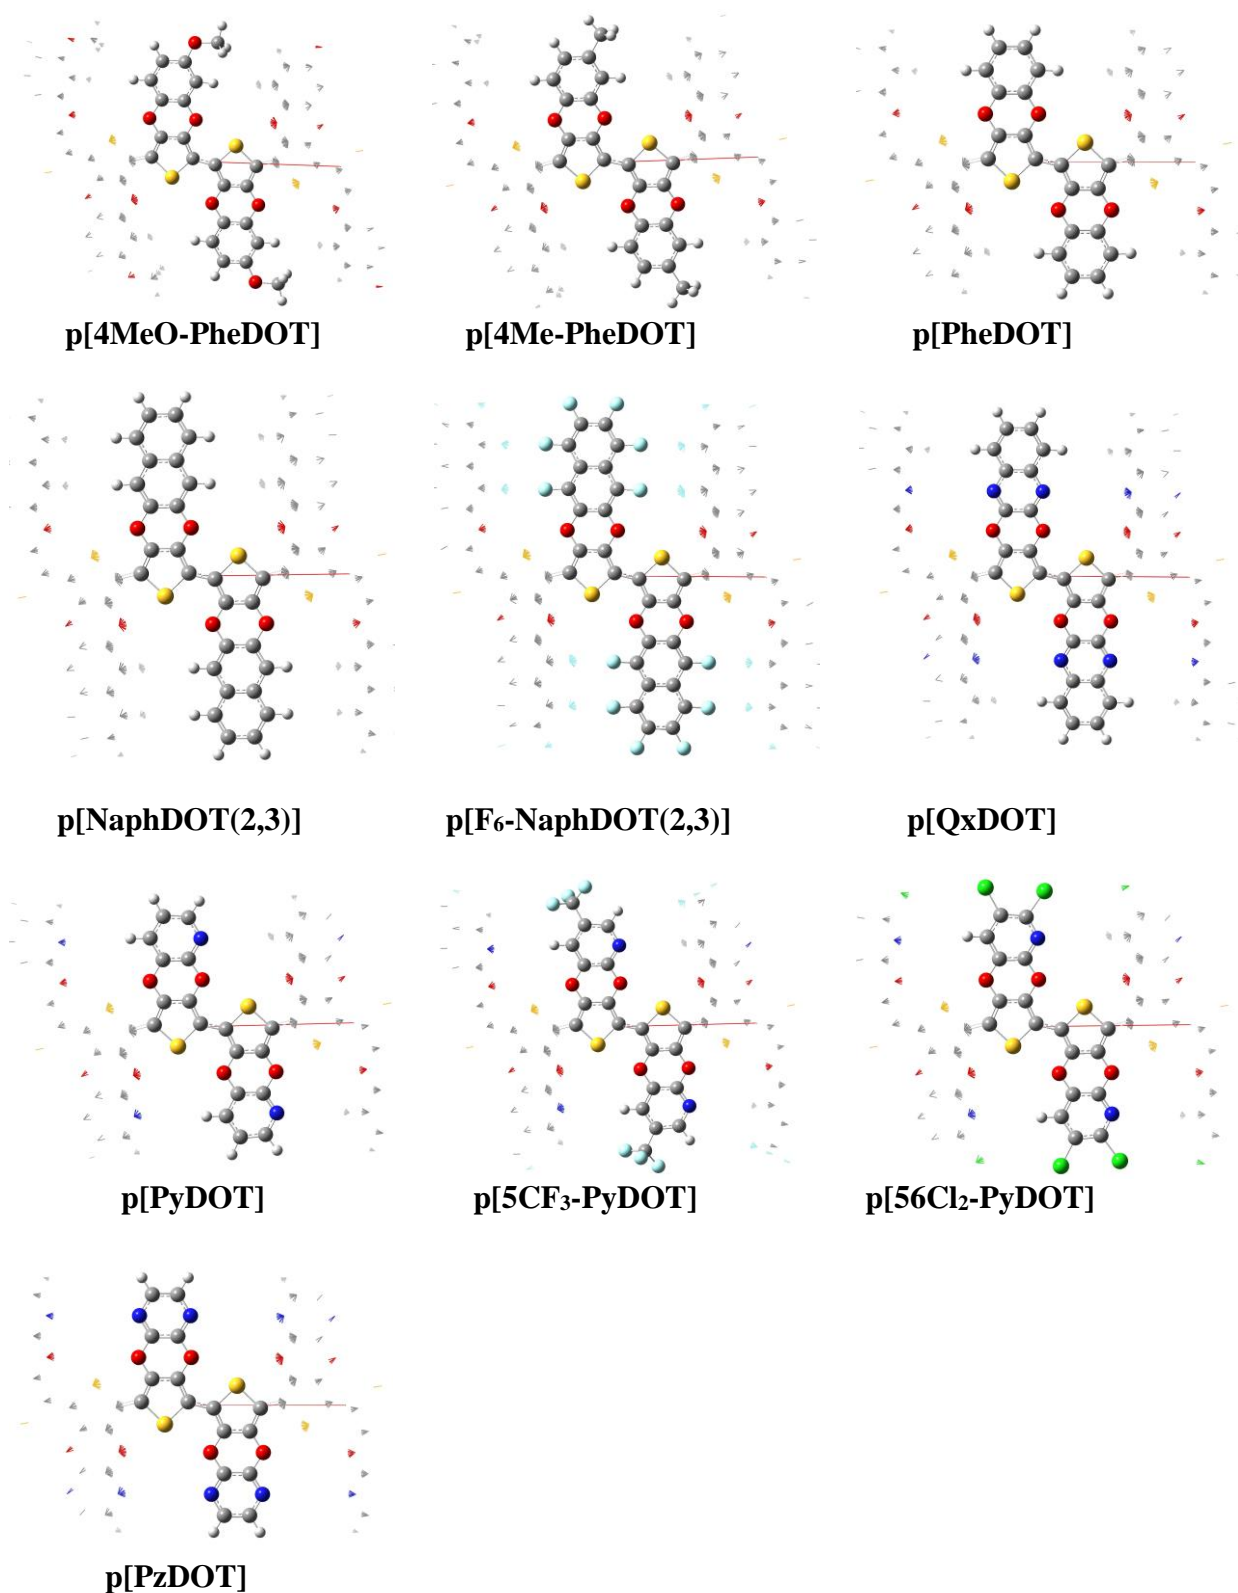 p[4MeO-PheDOT] p[4Me-PheDOT] p[PheDOT]
p[NaphDOT(2,3)] p[F₆-NaphDOT(2,3)] p[QxDOT]
p[PyDOT] p[5CF₃-PyDOT] p[56Cl₂-PyDOT]
p[PzDOT]